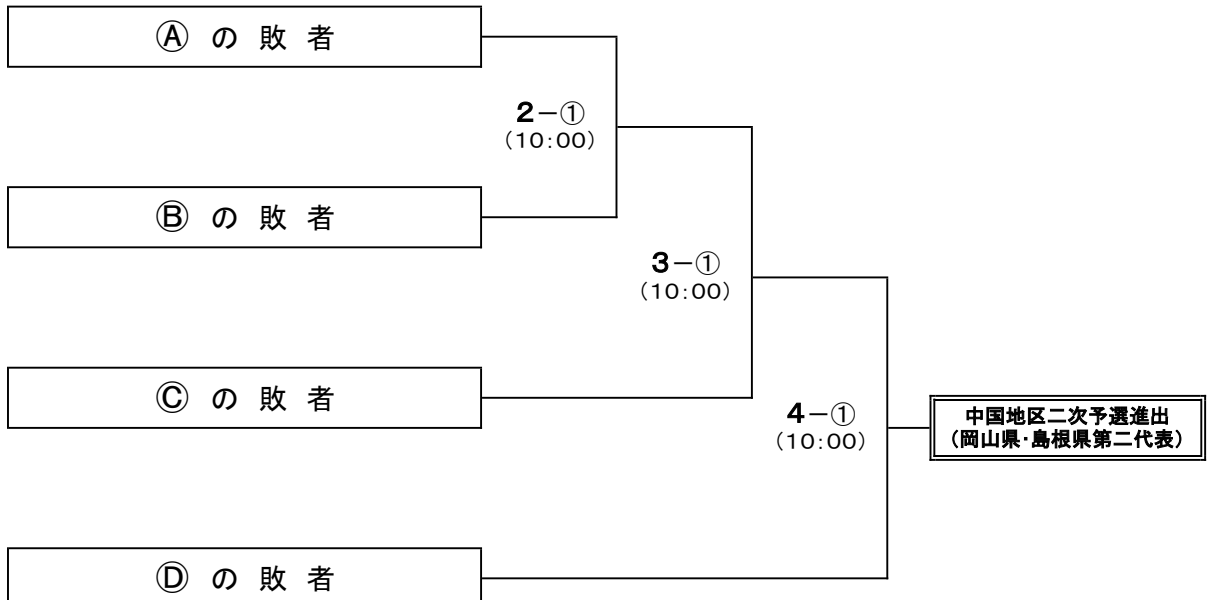 Ⓐ の 敗 者
2－①
（10:00）
Ⓑ の 敗 者
3－①
（10:00）
Ⓒ の 敗 者
4－①
（10:00）
中国地区二次予選進出
（岡山県・島根県第二代表）
Ⓓ の 敗 者